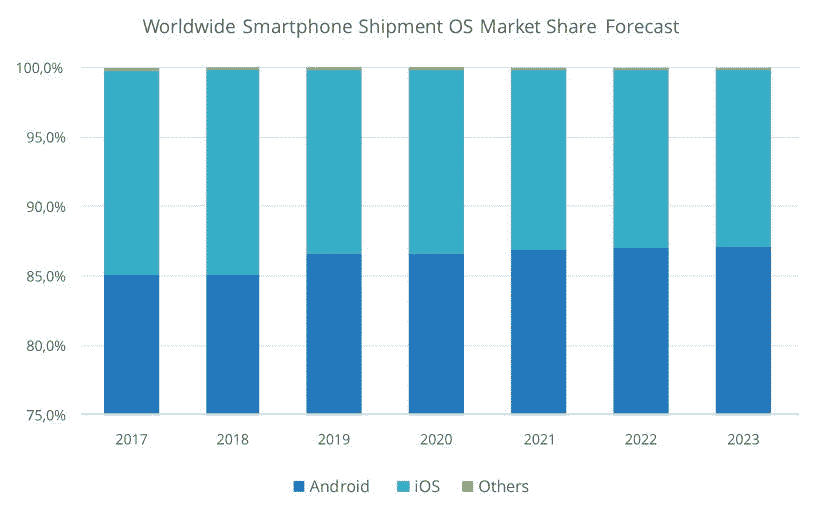 Worldwide Smartphone Shipment OS Market Share Forecast
100,0%
95,0%
90,0%
85,0%
80,0%
75,0%
2017 2018 2019 2020 2021 2022 2023
Android iOS Others